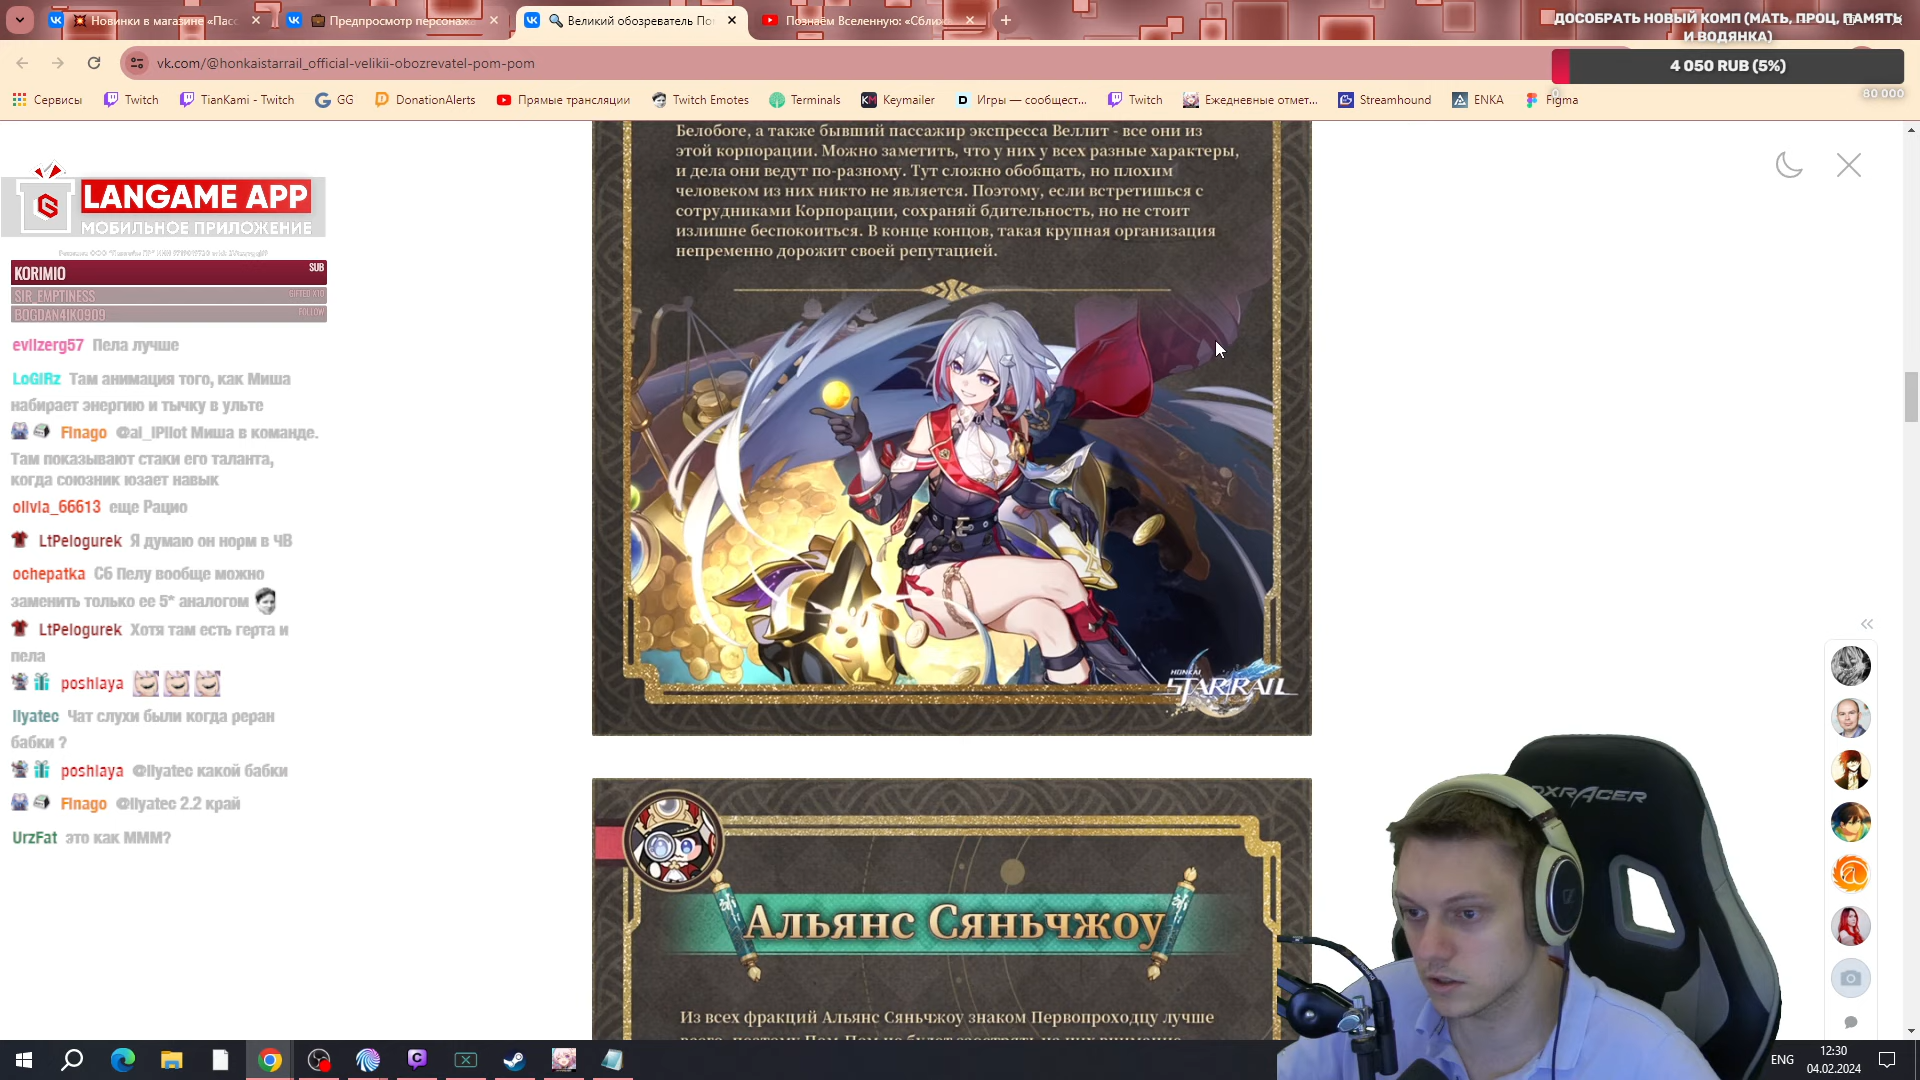 Новинки в магазине «Пасс
Предпросмотр персонажа
Великий обозреватель По
Познаём Вселенную: «Сближ
ДОСОБРАТЬ НОВЫЙ КОМП (МАТЬ, ПРОЦ, ПАМЯТЬ
И ВОДЯНКА)
4 050 RUB (5%)
0
80 000
vk.com/@honkaistarrail_official-velikii-obozrevatel-pom-pom
Сервисы
Twitch
TianKami - Twitch
GG
DonationAlerts
Прямые трансляции
Twitch Emotes
Terminals
Keymailer
Игры — сообщест...
Twitch
Ежедневные отмет...
Streamhound
ENKA
Figma
LANGAME APP
МОБИЛЬНОЕ ПРИЛОЖЕНИЕ
KORIMIO SUB
SIR_EMPTINESS GIFTED X10
BOGDAN4IK0909 FOLLOW
evilzerg57 Пела лучше
LoGIRz Там анимация того, как Миша
набирает энергию и тычку в ульте
Finago @al_IPilot Миша в команде.
Там показывают стаки его таланта,
когда союзник юзает навык
olivia_66613 еще Рацио
LtPelogurek Я думаю он норм в ЧВ
ochepatka С6 Пелу вообще можно
заменить только ее 5* аналогом
LtPelogurek Хотя там есть герта и
пела
poshlaya
ilyatec Чат слухи были когда реран
бабки ?
poshlaya @ilyatec какой бабки
Finago @ilyatec 2.2 край
UrzFat это как МММ?
Белобоге, а также бывший пассажир экспресса Веллит - все они из
этой корпорации. Можно заметить, что у них у всех разные характеры,
и дела они ведут по-разному. Тут сложно обобщать, но плохим
человеком из них никто не является. Поэтому, если встретишься с
сотрудниками Корпорации, сохраняй бдительность, но не стоит
излишне беспокоиться. В конце концов, такая крупная организация
непременно дорожит своей репутацией.
HONKAI
STAR RAIL
Альянс Сяньчжоу
Из всех фракций Альянс Сяньчжоу знаком Первопроходцу лучше
DXRACER
ENG
12:30
04.02.2024